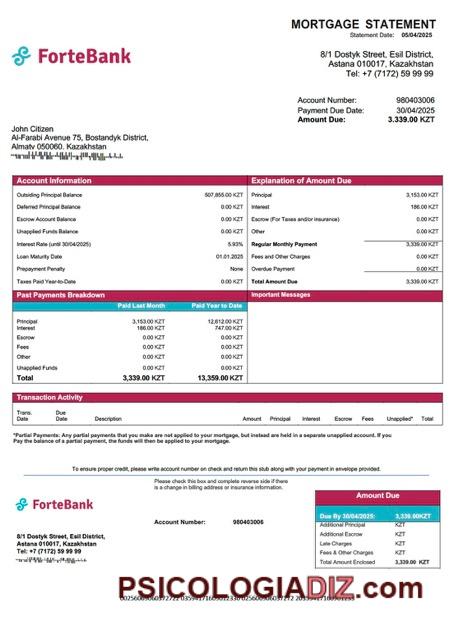 MORTGAGE STATEMENT
Statement Date: 05/04/2025
ForteBank
8/1 Dostyk Street, Esil District,
Astana 010017, Kazakhstan
Tel: +7 (7172) 59 99 99
Account Number: 980403006
Payment Due Date: 30/04/2025
Amount Due: 3.339.00 KZT
John Citizen
Al-Farabi Avenue 75, Bostandyk District,
Almatv 050060. Kazakhstan
Account Information
Outsiding Principal Balance 507,855.00 KZT
Deferred Principal Balance 0.00 KZT
Escrow Account Balance 0.00 KZT
Unapplied Funds Balance 0.00 KZT
Interest Rate (until 30/04/2025) 5.93%
Loan Maturity Date 01.01.2025
Prepayment Penalty None
Taxes Paid Year-to-Date 0.00 KZT
Explanation of Amount Due
Principal 3,153.00 KZT
Interest 186.00 KZT
Escrow (For Taxes and/or insurance) 0.00 KZT
Other 0.00 KZT
Regular Monthly Payment 3,339.00 KZT
Fees and Other Charges 0.00 KZT
Overdue Payment 0.00 KZT
Total Amount Due 3,339.00 KZT
Past Payments Breakdown
Paid Last Month Paid Year to Date
Principal 3,153.00 KZT 12,612.00 KZT
Interest 186.00 KZT 747.00 KZT
Escrow 0.00 KZT 0.00 KZT
Fees 0.00 KZT 0.00 KZT
Other 0.00 KZT 0.00 KZT
Unapplied Funds 0.00 KZT 0.00 KZT
Total 3,339.00 KZT 13,359.00 KZT
Important Messages
Transaction Activity
Trans. Date Due Date Description Amount Principal Interest Escrow Fees Unapplied* Total
*Partial Payments: Any partial payments that you make are not applied to your mortgage, but instead are held in a separate unapplied account. If you
Pay the balance of a partial payment, the funds will then be applied to your mortgage.
To ensure proper credit, please write account number on check and return this stub along with your payment in envelope provided.
Please check this box and complete reverse side if there
is a change in billing address or insurance information.
ForteBank
Account Number: 980403006
8/1 Dostyk Street, Esil District,
Astana 010017, Kazakhstan
Tel: +7 (7172) 59 99 99
Amount Due
Due By 30/04/2025: 3,339.00KZT
Additional Principal KZT
Additional Escrow KZT
Late Charges KZT
Fees & Other Charges KZT
Total Amount Enclosed 3,339.00 KZT
PSICOLOGIADIZ.com